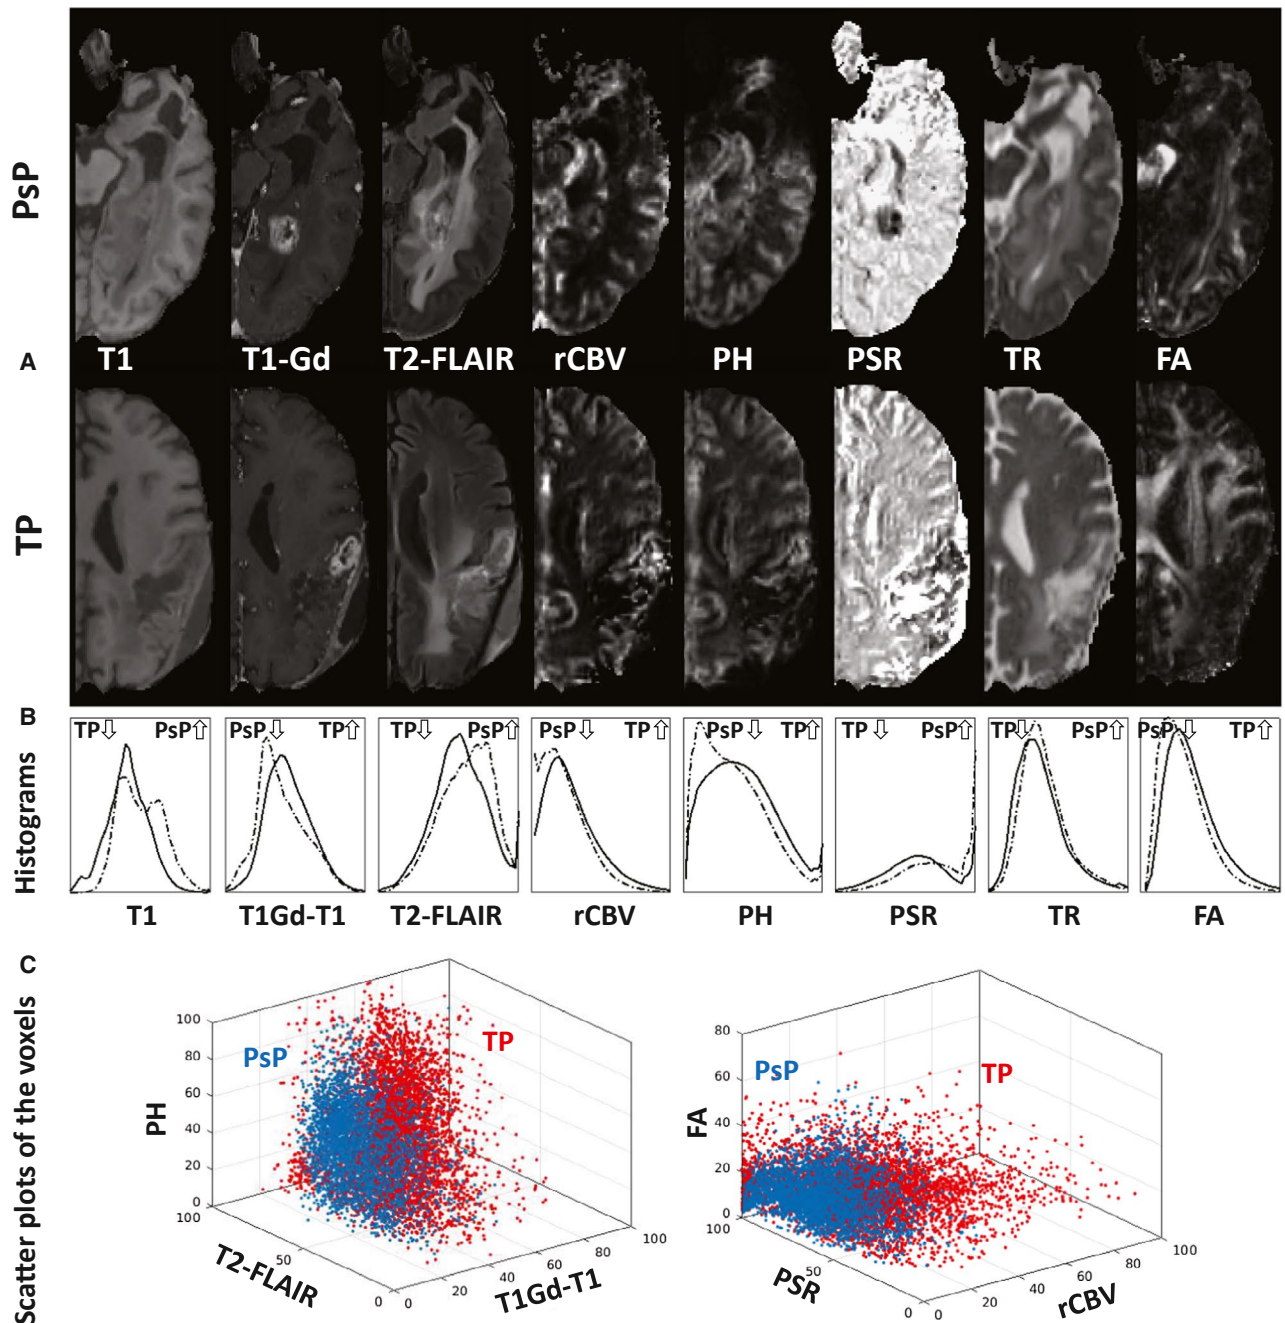 PsP
A
T1 T1-Gd T2-FLAIR rCBV PH PSR TR FA
TP
B
Histograms
TP⇩ PsP⇧ PsP⇩ TP⇧ TP⇩ PsP⇧ PsP⇩ TP⇧ PsP⇩ TP⇧ TP⇩ PsP⇧ TP⇩ PsP⇧ PsP⇩ TP⇧
T1 T1Gd-T1 T2-FLAIR rCBV PH PSR TR FA
C
Scatter plots of the voxels
PsP
TP
PH
100
80
60
40
20
0
T2-FLAIR
100
50
0
T1Gd-T1
0 20 40 60 80 100
PsP
TP
FA
80
60
40
20
0
PSR
100
50
0
rCBV
0 20 40 60 80 100